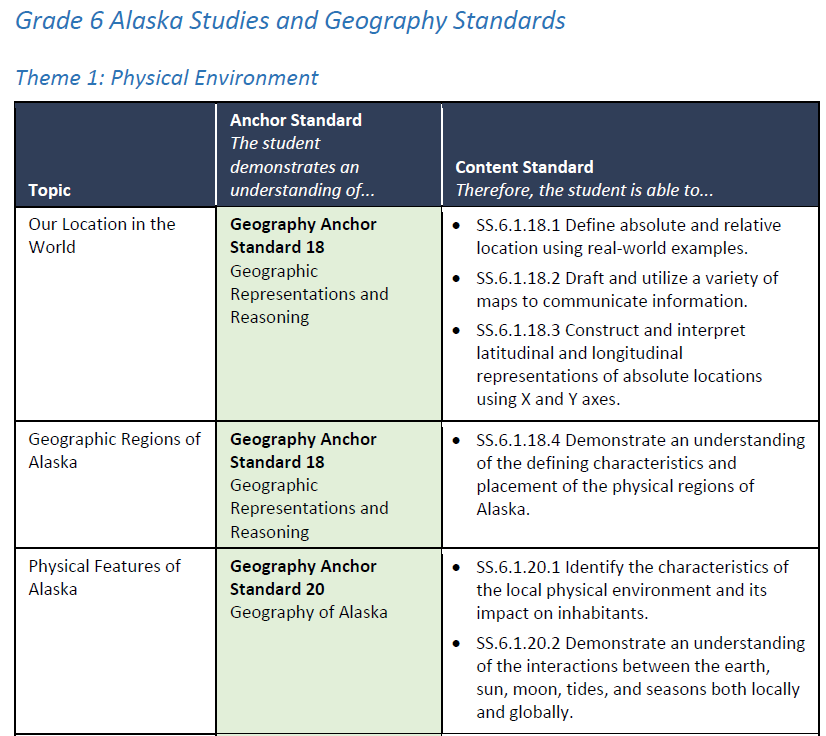 Grade 6 Alaska Studies and Geography Standards
Theme 1: Physical Environment
Topic
Anchor Standard
The student
demonstrates an
understanding of...
Content Standard
Therefore, the student is able to...
Our Location in the
World
Geography Anchor
Standard 18
Geographic
Representations and
Reasoning
• SS.6.1.18.1 Define absolute and relative
location using real-world examples.
• SS.6.1.18.2 Draft and utilize a variety of
maps to communicate information.
• SS.6.1.18.3 Construct and interpret
latitudinal and longitudinal
representations of absolute locations
using X and Y axes.
Geographic Regions of
Alaska
Geography Anchor
Standard 18
Geographic
Representations and
Reasoning
• SS.6.1.18.4 Demonstrate an understanding
of the defining characteristics and
placement of the physical regions of
Alaska.
Physical Features of
Alaska
Geography Anchor
Standard 20
Geography of Alaska
• SS.6.1.20.1 Identify the characteristics of
the local physical environment and its
impact on inhabitants.
• SS.6.1.20.2 Demonstrate an understanding
of the interactions between the earth,
sun, moon, tides, and seasons both locally
and globally.